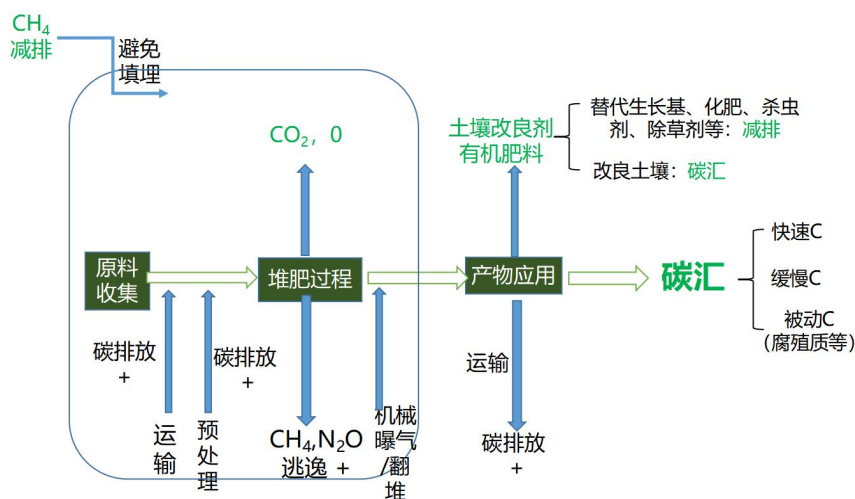 CH₄
减排
避免
填埋
CO₂，0
土壤改良剂
有机肥料
替代生长基、化肥、杀虫
剂、除草剂等：减排
改良土壤：碳汇
原料
收集
堆肥过程
产物应用
碳汇
快速C
缓慢C
被动C
(腐殖质等)
碳排放
+
运
输
预
处
理
碳排放
+
CH₄,N₂O
逃逸 +
机械
曝气
/翻
堆
运输
碳排放
+